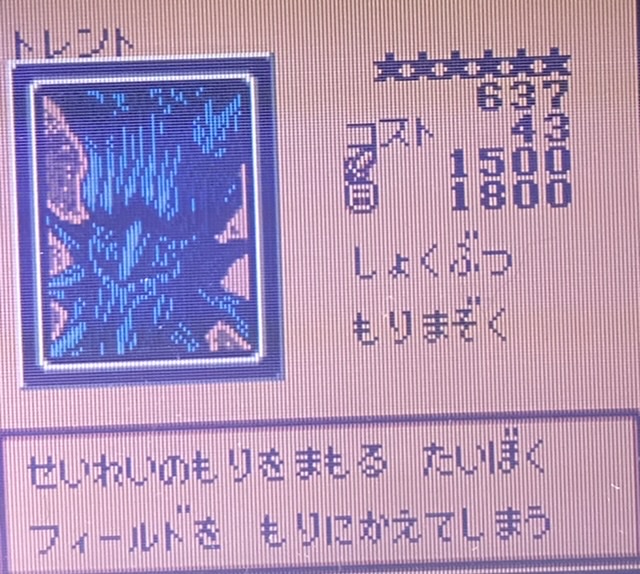 トレント
★★★★★★
637
コスト 43
1500
1800
しょくぶつ
もりまぞく
せいれいのもりをまもる たいぼく
フィールドを もりにかえてしまう